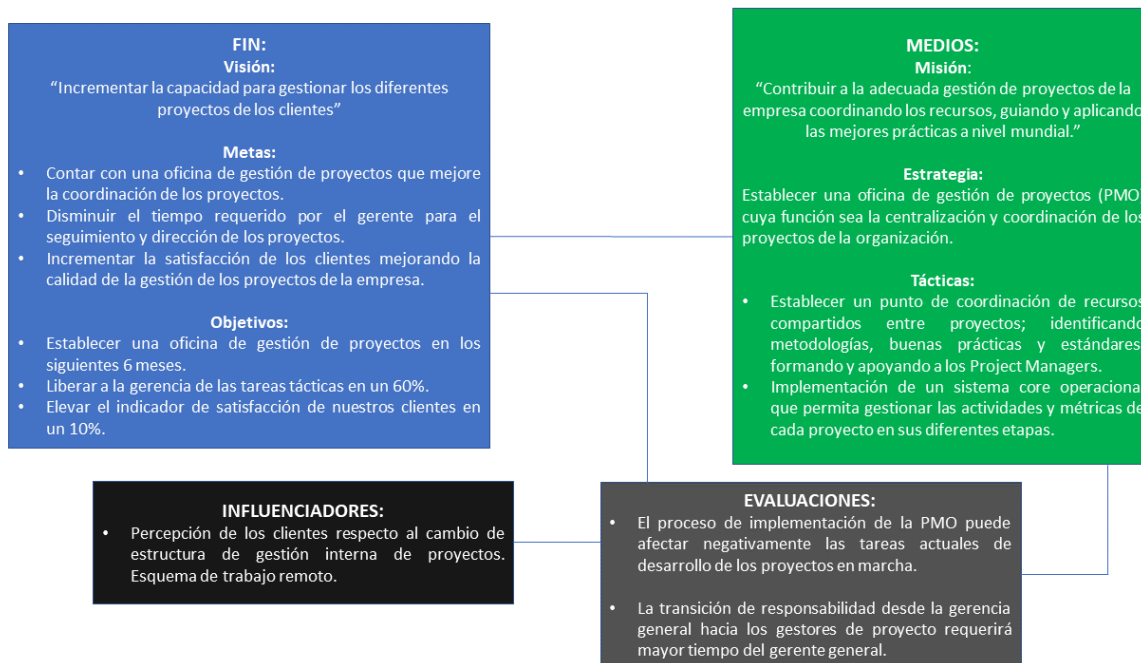 FIN:
Visión:
“Incrementar la capacidad para gestionar los diferentes
proyectos de los clientes”
Metas:
• Contar con una oficina de gestión de proyectos que mejore
la coordinación de los proyectos.
• Disminuir el tiempo requerido por el gerente para el
seguimiento y dirección de los proyectos.
• Incrementar la satisfacción de los clientes mejorando la
calidad de la gestión de los proyectos de la empresa.
Objetivos:
• Establecer una oficina de gestión de proyectos en los
siguientes 6 meses.
• Liberar a la gerencia de las tareas tácticas en un 60%.
• Elevar el indicador de satisfacción de nuestros clientes en
un 10%.
MEDIOS:
Misión:
“Contribuir a la adecuada gestión de proyectos de la
empresa coordinando los recursos, guiando y aplicando
las mejores prácticas a nivel mundial.”
Estrategia:
Establecer una oficina de gestión de proyectos (PMO)
cuya función sea la centralización y coordinación de los
proyectos de la organización.
Tácticas:
• Establecer un punto de coordinación de recursos
compartidos entre proyectos; identificando
metodologías, buenas prácticas y estándares
formando y apoyando a los Project Managers.
• Implementación de un sistema core operaciona
que permita gestionar las actividades y métricas de
cada proyecto en sus diferentes etapas.
INFLUENCIADORES:
• Percepción de los clientes respecto al cambio de
estructura de gestión interna de proyectos.
Esquema de trabajo remoto.
EVALUACIONES:
• El proceso de implementación de la PMO puede
afectar negativamente las tareas actuales de
desarrollo de los proyectos en marcha.
• La transición de responsabilidad desde la gerencia
general hacia los gestores de proyecto requerirá
mayor tiempo del gerente general.